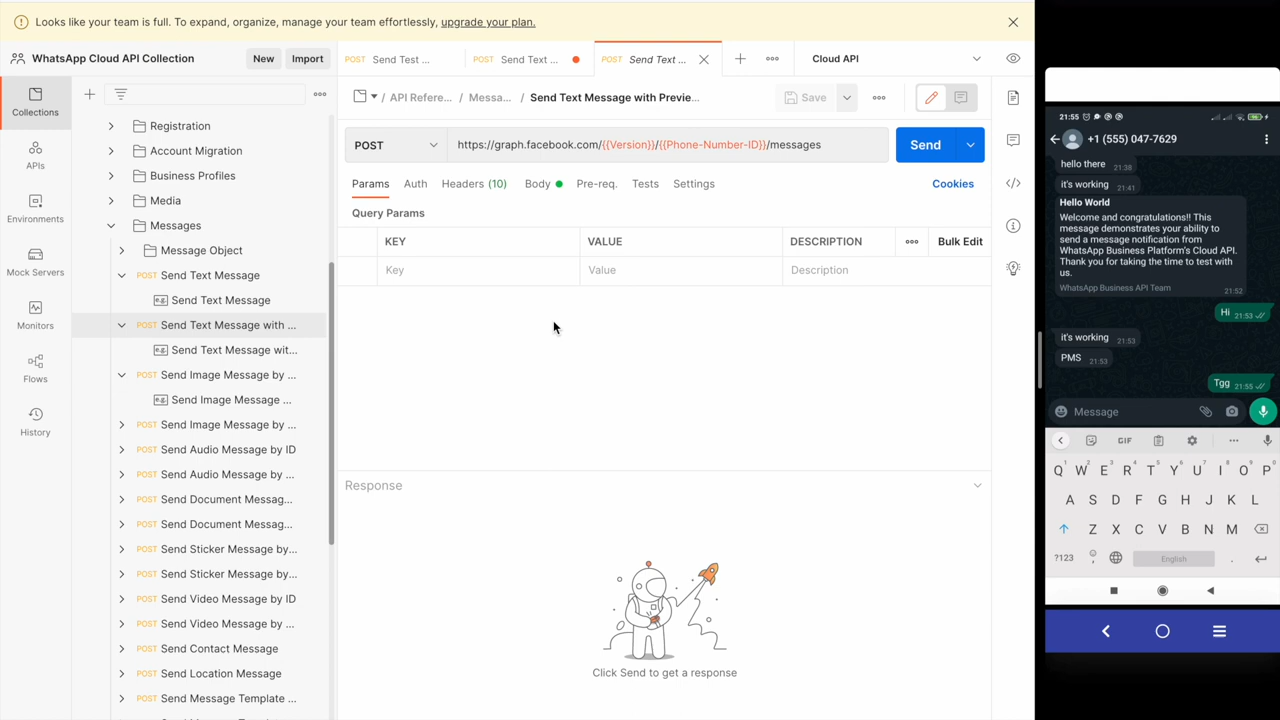 Looks like your team is full. To expand, organize, manage your team effortlessly, upgrade your plan.
WhatsApp Cloud API Collection
New
Import
POST Send Test ...
POST Send Text ...
POST Send Text ...
Cloud API
Collections
APIs
Environments
Mock Servers
Monitors
Flows
History
Registration
Account Migration
Business Profiles
Media
Messages
Message Object
POST Send Text Message
Send Text Message
POST Send Text Message with ...
Send Text Message wit...
POST Send Image Message by ...
Send Image Message ...
POST Send Image Message by ...
POST Send Audio Message by ID
POST Send Audio Message by ...
POST Send Document Messag...
POST Send Document Messag...
POST Send Sticker Message by...
POST Send Sticker Message by...
POST Send Video Message by ID
POST Send Video Message by ...
POST Send Contact Message
POST Send Location Message
POST Send Message Template ...
/ API Refere... / Messa... / Send Text Message with Previe...
Save
POST
https://graph.facebook.com/{{Version}}/{{Phone-Number-ID}}/messages
Send
Params
Auth
Headers (10)
Body
Pre-req.
Tests
Settings
Cookies
Query Params
KEY
VALUE
DESCRIPTION
Bulk Edit
Key
Value
Description
Response
Click Send to get a response
21:55
+1 (555) 047-7629
hello there 21:38
it's working 21:41
Hello World
Welcome and congratulations!! This
message demonstrates your ability to
send a message notification from
WhatsApp Business Platform's Cloud API.
Thank you for taking the time to test with
us.
WhatsApp Business API Team
21:52
Hi 21:53
it's working 21:53
PMS 21:53
Tgg 21:55
Message
GIF
Q1 W2 E3 R4 T5 Y6 U7 I8 O9 P0
A S D F G H J K L
Z X C V B N M
?123 , English .